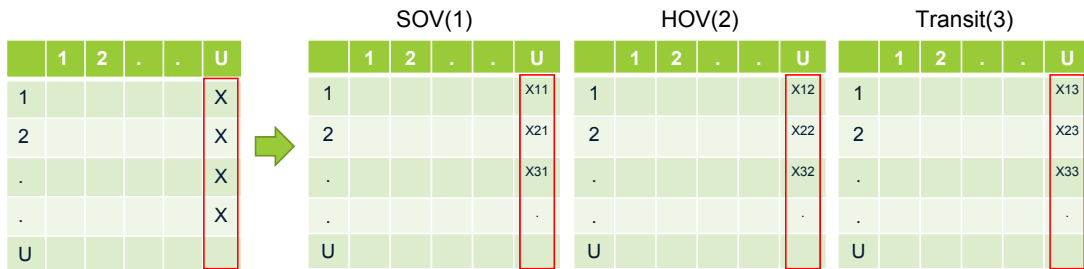 SOV(1) HOV(2) Transit(3)
1 2 . . U 1 2 . . U 1 2 . . U 1 2 . . U
1 X 1 X11 1 X12 1 X13
2 X 2 X21 2 X22 2 X23
. X . X31 . X32 . X33
. X . . . . . .
U U U U